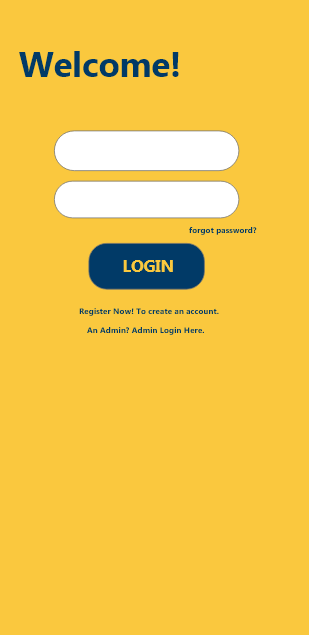 Welcome!
forgot password?
LOGIN
Register Now! To create an account.
An Admin? Admin Login Here.